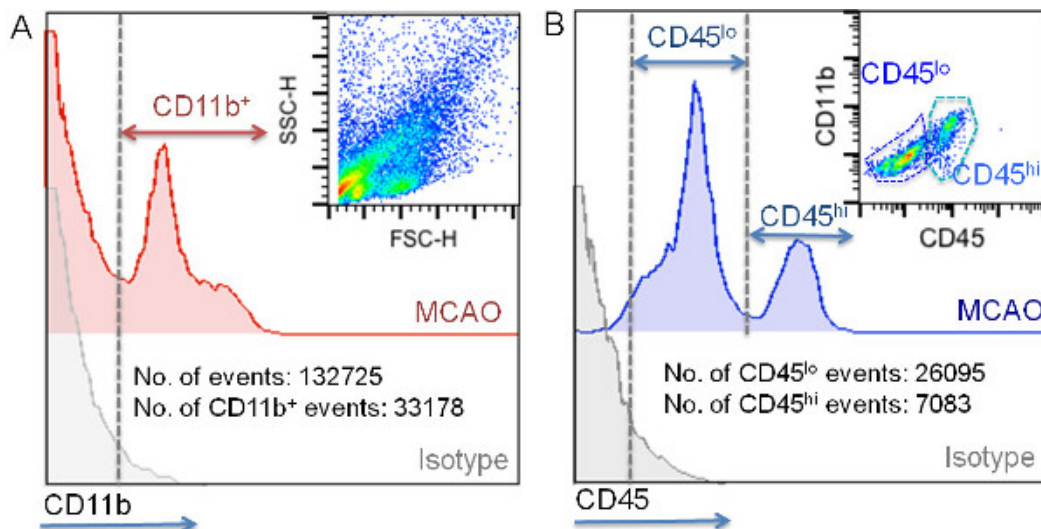 A
CD11b⁺
SSC-H
FSC-H
MCAO
No. of events: 132725
No. of CD11b⁺ events: 33178
Isotype
CD11b
B
CD45ˡᵒ
CD45ʰⁱ
CD11b
CD45ˡᵒ
CD45ʰⁱ
CD45
MCAO
No. of CD45ˡᵒ events: 26095
No. of CD45ʰⁱ events: 7083
Isotype
CD45